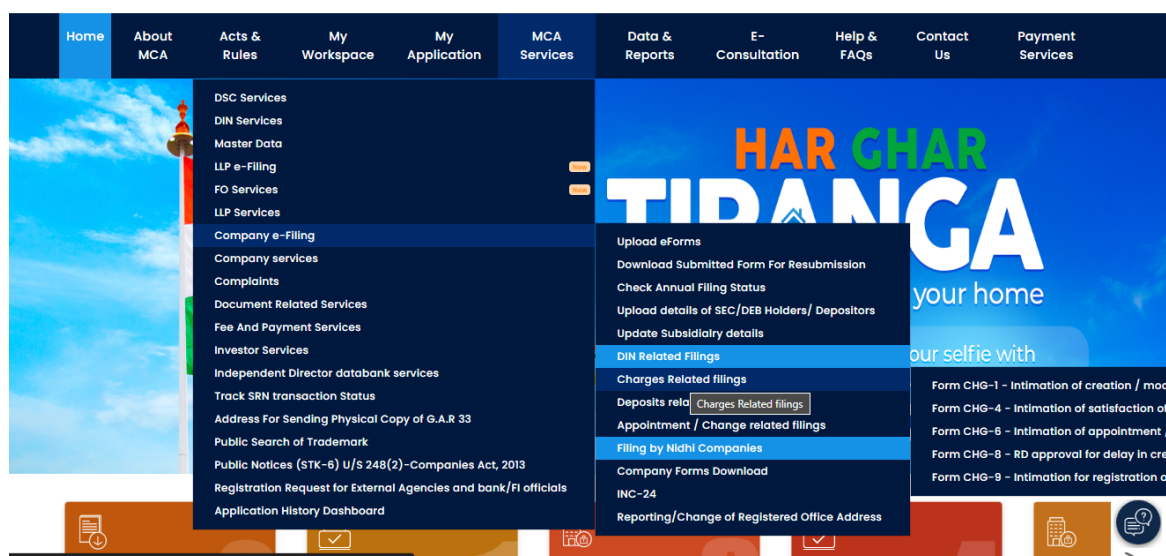 Home
About MCA
Acts & Rules
My Workspace
My Application
MCA Services
Data & Reports
E-Consultation
Help & FAQs
Contact Us
Payment Services
DSC Services
DIN Services
Master Data
LLP e-Filing New
FO Services New
LLP Services
Company e-Filing
Company services
Complaints
Document Related Services
Fee And Payment Services
Investor Services
Independent Director databank services
Track SRN transaction Status
Address For Sending Physical Copy of G.A.R 33
Public Search of Trademark
Public Notices (STK-6) U/S 248(2)-Companies Act, 2013
Registration Request for External Agencies and bank/FI officials
Application History Dashboard
Upload eForms
Download Submitted Form For Resubmission
Check Annual Filing Status
Upload details of SEC/DEB Holders/ Depositors
Update Subsidialry details
DIN Related Filings
Charges Related filings
Deposits rela
Charges Related filings
Appointment / Change related filings
Filing by Nidhi Companies
Company Forms Download
INC-24
Reporting/Change of Registered Office Address
Form CHG-1 - Intimation of creation / mod
Form CHG-4 - Intimation of satisfaction of
Form CHG-6 - Intimation of appointment /
Form CHG-8 - RD approval for delay in cre
Form CHG-9 - Intimation for registration o
HAR GHAR
TIRANGA
your home
our selfie with